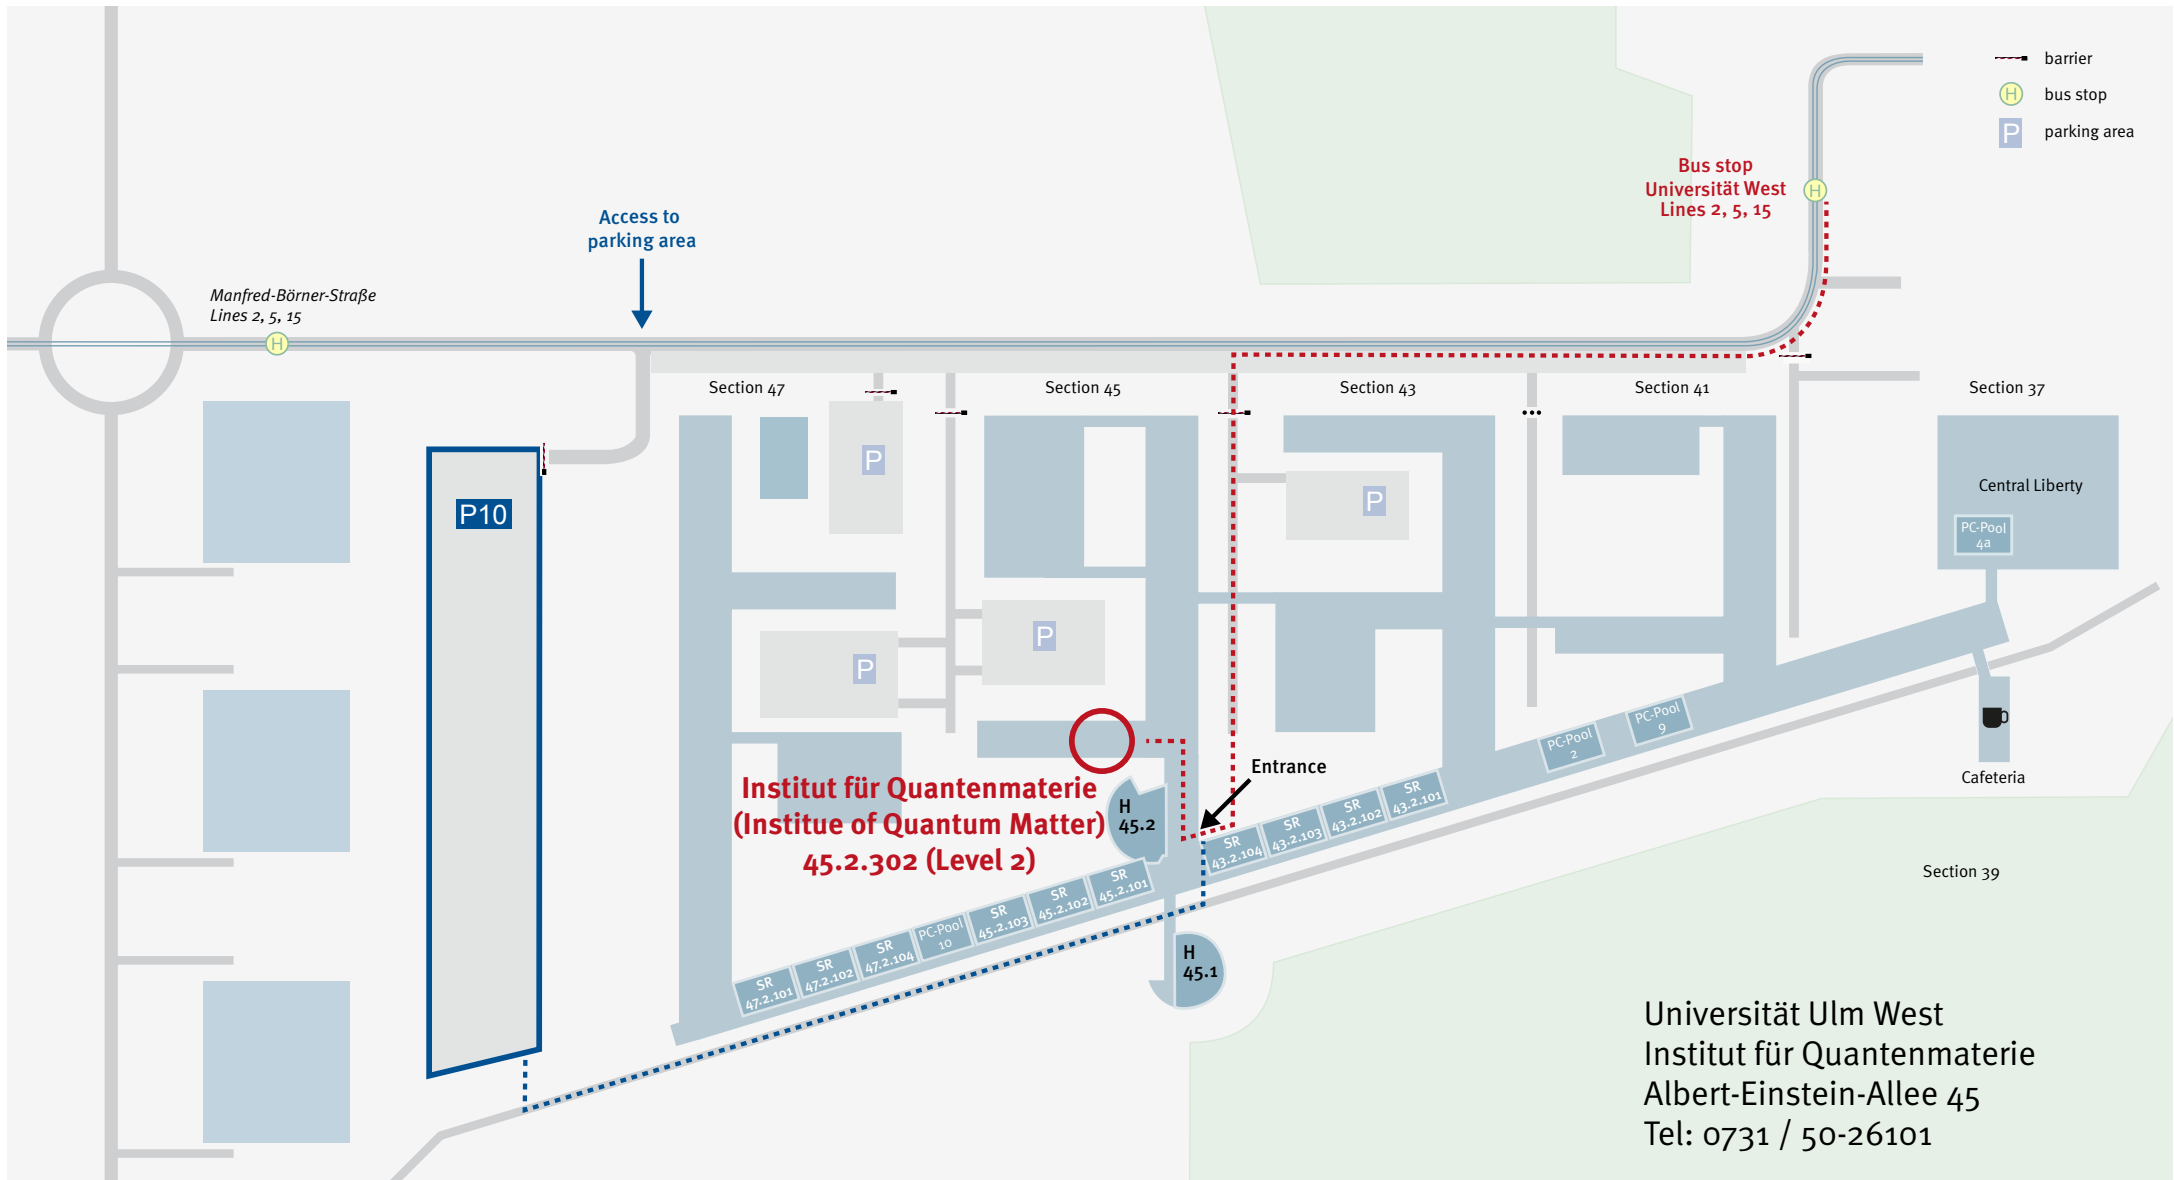 barrier
H
bus stop
P
parking area
Bus stop
Universität West
Lines 2, 5, 15
H
Access to
parking area
Manfred-Börner-Straße
Lines 2, 5, 15
H
Section 47
Section 45
Section 43
Section 41
Section 37
P
P10
P
Central Liberty
PC-Pool
4a
P
P
PC-Pool
9
PC-Pool
2
Cafeteria
Entrance
Institut für Quantenmaterie
(Institue of Quantum Matter)
45.2.302 (Level 2)
H
45.2
SR
43.2.101
SR
43.2.102
SR
43.2.103
SR
43.2.104
SR
45.2.101
SR
45.2.102
SR
45.2.103
PC-Pool
10
SR
47.2.104
SR
47.2.102
SR
47.2.101
H
45.1
Section 39
Universität Ulm West
Institut für Quantenmaterie
Albert-Einstein-Allee 45
Tel: 0731 / 50-26101